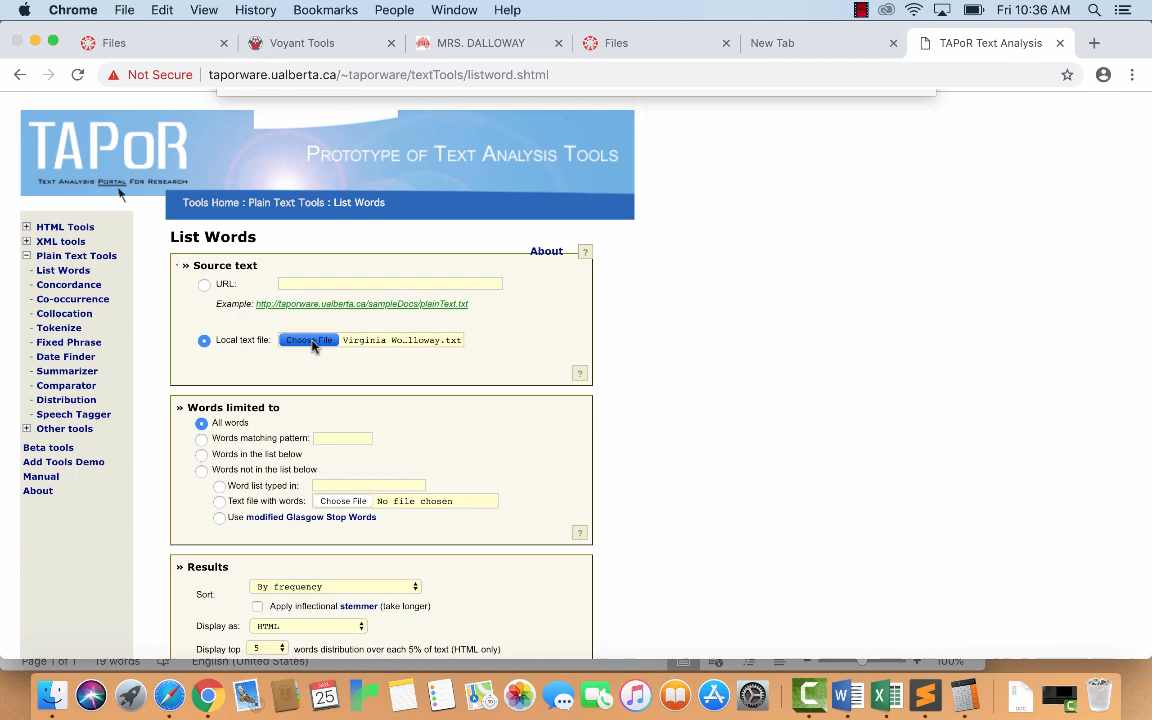 Chrome File Edit View History Bookmarks People Window Help Fri 10:36 AM
Files Voyant Tools MRS. DALLOWAY Files New Tab TAPoR Text Analysis
Not Secure taporware.ualberta.ca/~taporware/textTools/listword.shtml
TAPoR
TEXT ANALYSIS PORTAL FOR RESEARCH
PROTOTYPE OF TEXT ANALYSIS TOOLS
Tools Home : Plain Text Tools : List Words
HTML Tools
XML tools
Plain Text Tools
- List Words
- Concordance
- Co-occurrence
- Collocation
- Tokenize
- Fixed Phrase
- Date Finder
- Summarizer
- Comparator
- Distribution
- Speech Tagger
Other tools
Beta tools
Add Tools Demo
Manual
About
List Words
About ?
* » Source text
URL:
Example: http://taporware.ualberta.ca/sampleDocs/plainText.txt
Local text file: Choose File Virginia Wo…lloway.txt
?
» Words limited to
All words
Words matching pattern:
Words in the list below
Words not in the list below
Word list typed in:
Text file with words: Choose File No file chosen
Use modified Glasgow Stop Words
?
» Results
Sort: By frequency
Apply inflectional stemmer (take longer)
Display as: HTML
Display top 5 words distribution over each 5% of text (HTML only)
Page 1 of 1 19 words English (United States) 100%
JAN
25
DOC